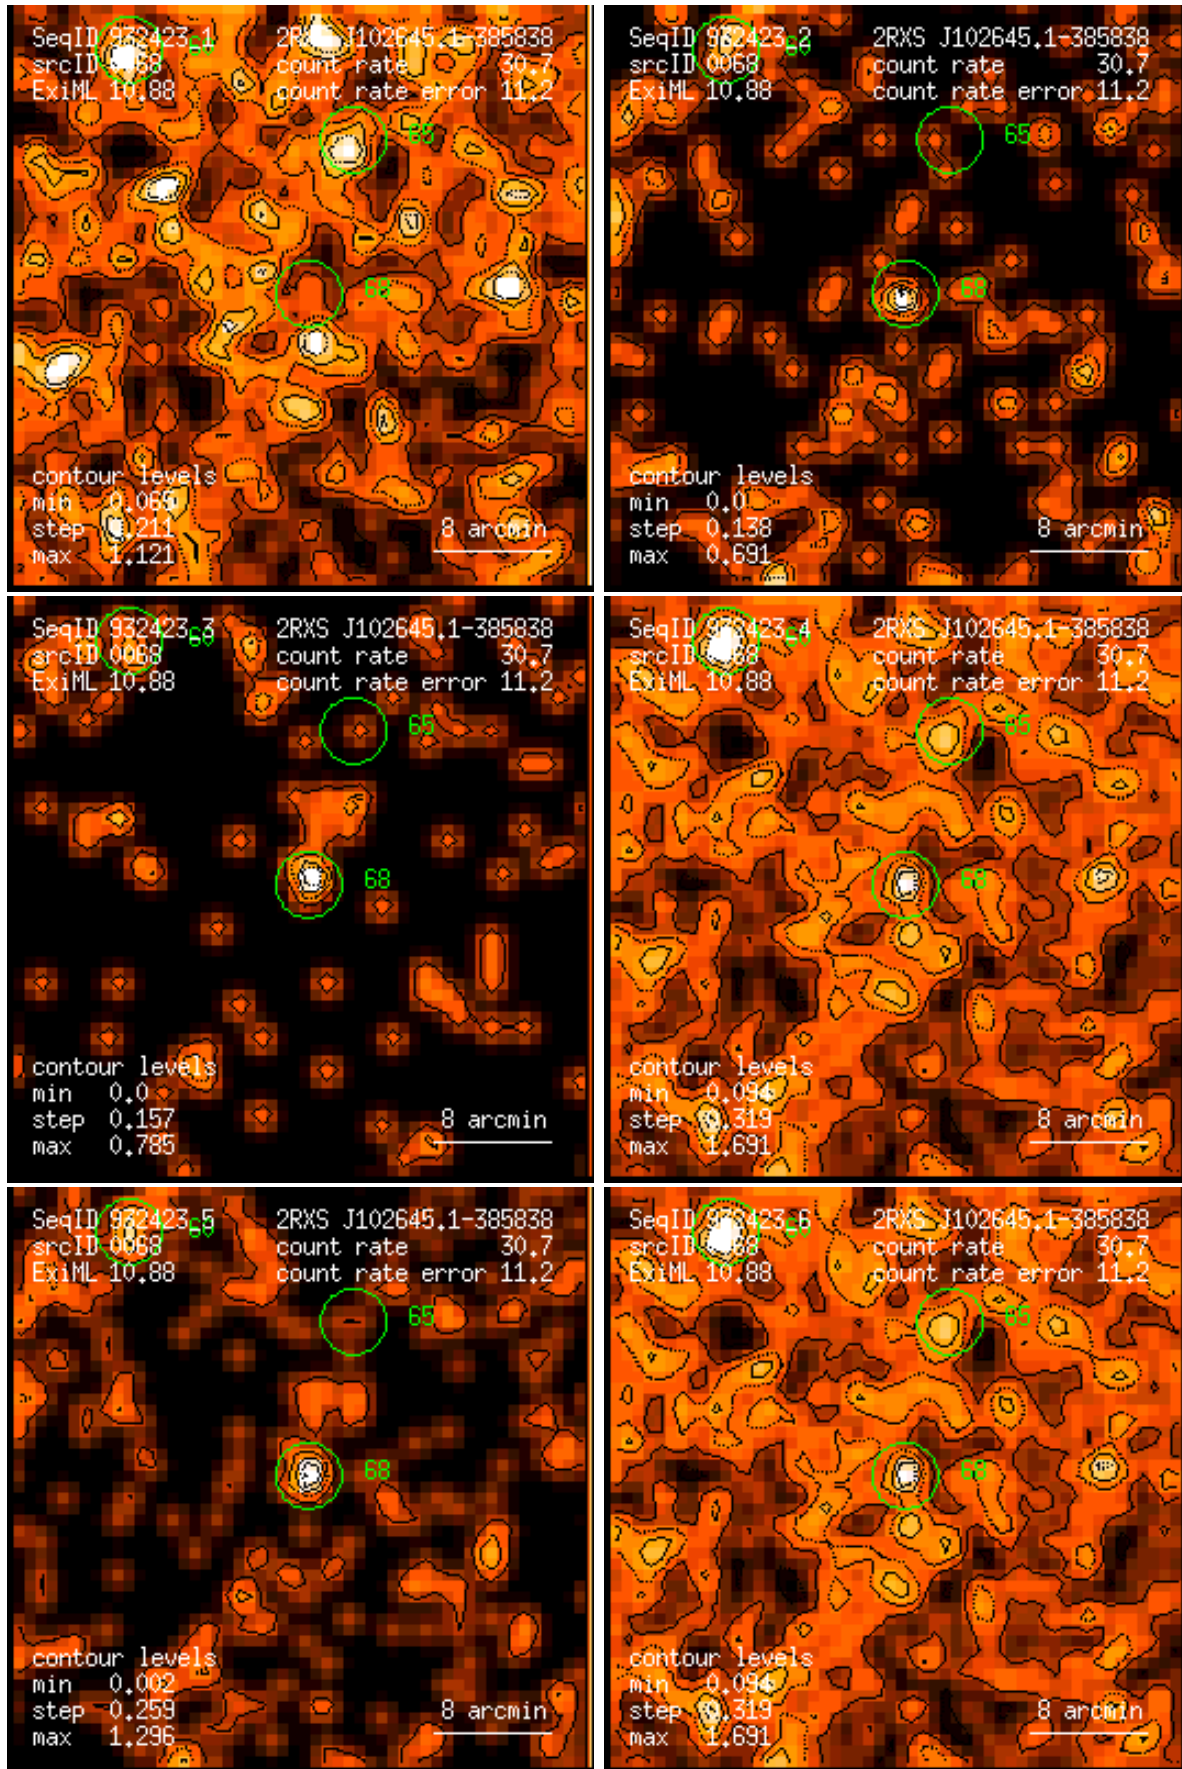 SeqID 932423_1 2RXS J102645.1-385838
srcID 0068 count rate 30.7
ExiML 10.88 count rate error 11.2
65
68
contour levels
min 0.065
step 0.211
max 1.121
8 arcmin
SeqID 932423_2 2RXS J102645.1-385838
srcID 0068 count rate 30.7
ExiML 10.88 count rate error 11.2
65
68
contour levels
min 0.0
step 0.138
max 0.691
8 arcmin
SeqID 932423_3 2RXS J102645.1-385838
srcID 0068 count rate 30.7
ExiML 10.88 count rate error 11.2
65
68
contour levels
min 0.0
step 0.157
max 0.785
8 arcmin
SeqID 932423_4 2RXS J102645.1-385838
srcID 0068 count rate 30.7
ExiML 10.88 count rate error 11.2
65
68
contour levels
min 0.094
step 0.319
max 1.691
8 arcmin
SeqID 932423_5 2RXS J102645.1-385838
srcID 0068 count rate 30.7
ExiML 10.88 count rate error 11.2
65
68
contour levels
min 0.002
step 0.259
max 1.296
8 arcmin
SeqID 932423_6 2RXS J102645.1-385838
srcID 0068 count rate 30.7
ExiML 10.88 count rate error 11.2
65
68
contour levels
min 0.094
step 0.319
max 1.691
8 arcmin